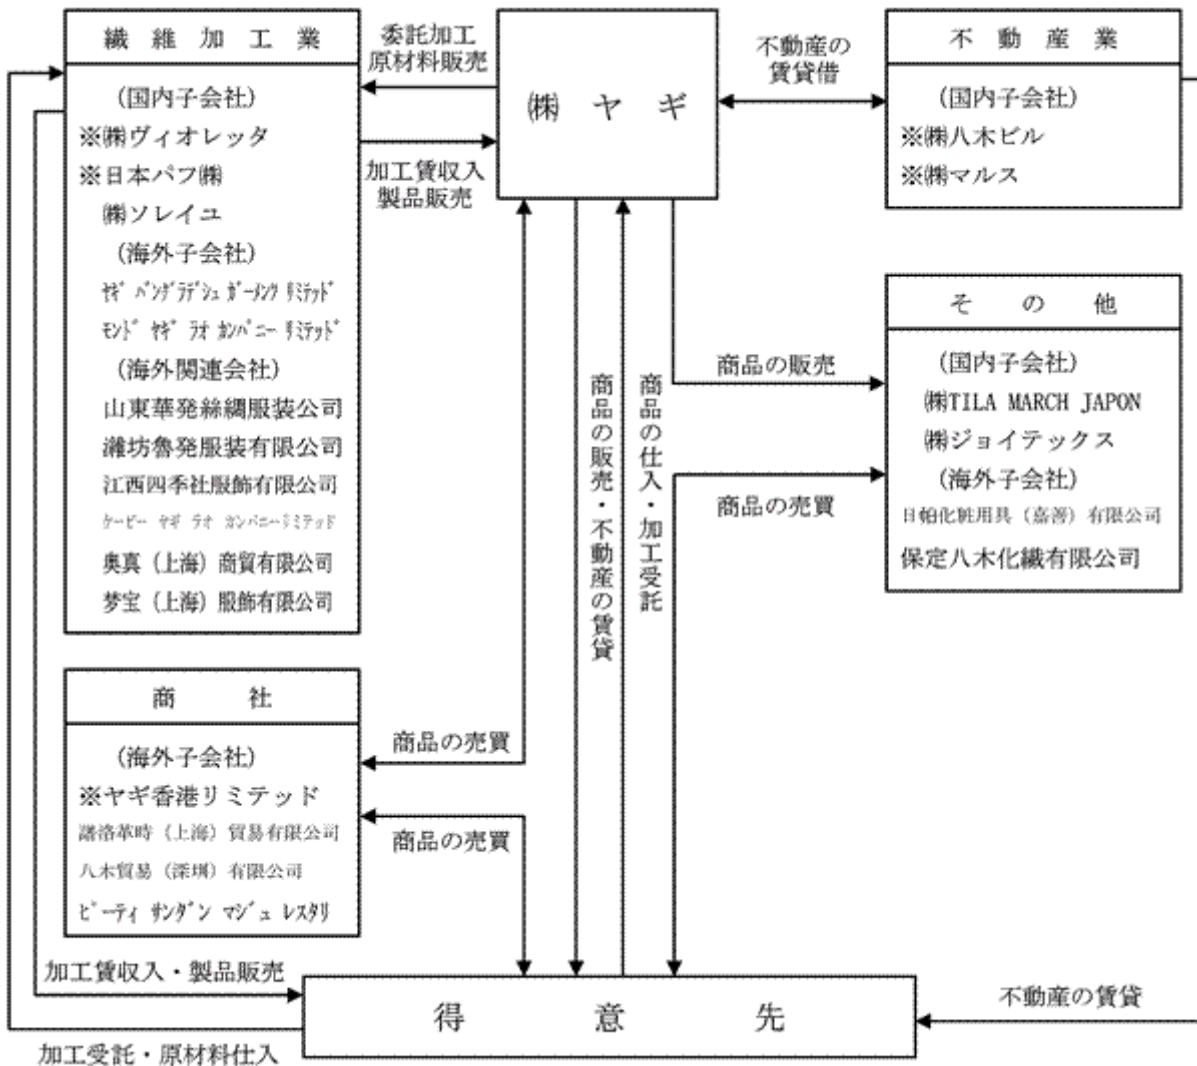 繊維加工業
(国内子会社)
※㈱ヴィオレッタ
※日本パフ㈱
㈱ソレイユ
(海外子会社)
ﾔｷﾞ ﾊﾞﾝｸﾞﾗﾃﾞｼｭ ｶﾞｰﾒﾝﾂ ﾘﾐﾃｯﾄﾞ
ﾓﾝﾄﾞ ﾔｷﾞ ﾗｵ ｶﾝﾊﾟﾆｰ ﾘﾐﾃｯﾄﾞ
(海外関連会社)
山東華発絲綢服装公司
濰坊魯発服装有限公司
江西四季社服飾有限公司
ｹｰﾋﾞｰ ﾔｷﾞ ﾗｵ ｶﾝﾊﾟﾆｰﾘﾐﾃｯﾄﾞ
奥真（上海）商貿有限公司
梦宝（上海）服飾有限公司
委託加工
原材料販売
加工賃収入
製品販売
㈱ヤギ
不動産の
賃貸借
不動産業
(国内子会社)
※㈱八木ビル
※㈱マルス
その他
(国内子会社)
㈱TILA MARCH JAPON
㈱ジョイテックス
(海外子会社)
日帕化粧用具（嘉善）有限公司
保定八木化繊有限公司
商品の販売
商品の売買
商品の販売・不動産の賃貸
商品の仕入・加工受託
商社
(海外子会社)
※ヤギ香港リミテッド
譜洛革時（上海）貿易有限公司
八木貿易（深圳）有限公司
ﾋﾟｰﾃｨ ｻﾝﾀﾞﾝ ﾏｼﾞｭ ﾚｽﾀﾘ
商品の売買
商品の売買
加工賃収入・製品販売
加工受託・原材料仕入
得意先
不動産の賃貸